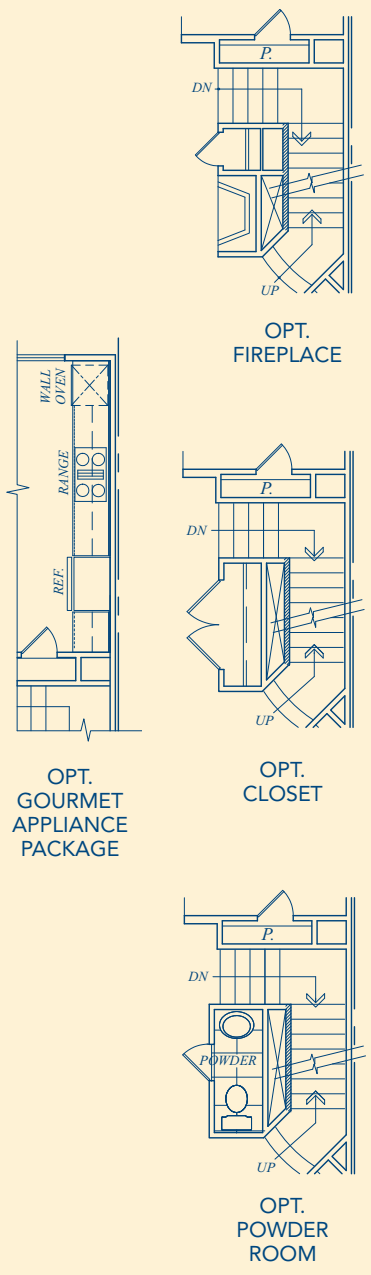 P.
DN
UP
OPT.
FIREPLACE
WALL
OVEN
RANGE
REF.
OPT.
GOURMET
APPLIANCE
PACKAGE
P.
DN
UP
OPT.
CLOSET
P.
DN
POWDER
UP
OPT.
POWDER
ROOM